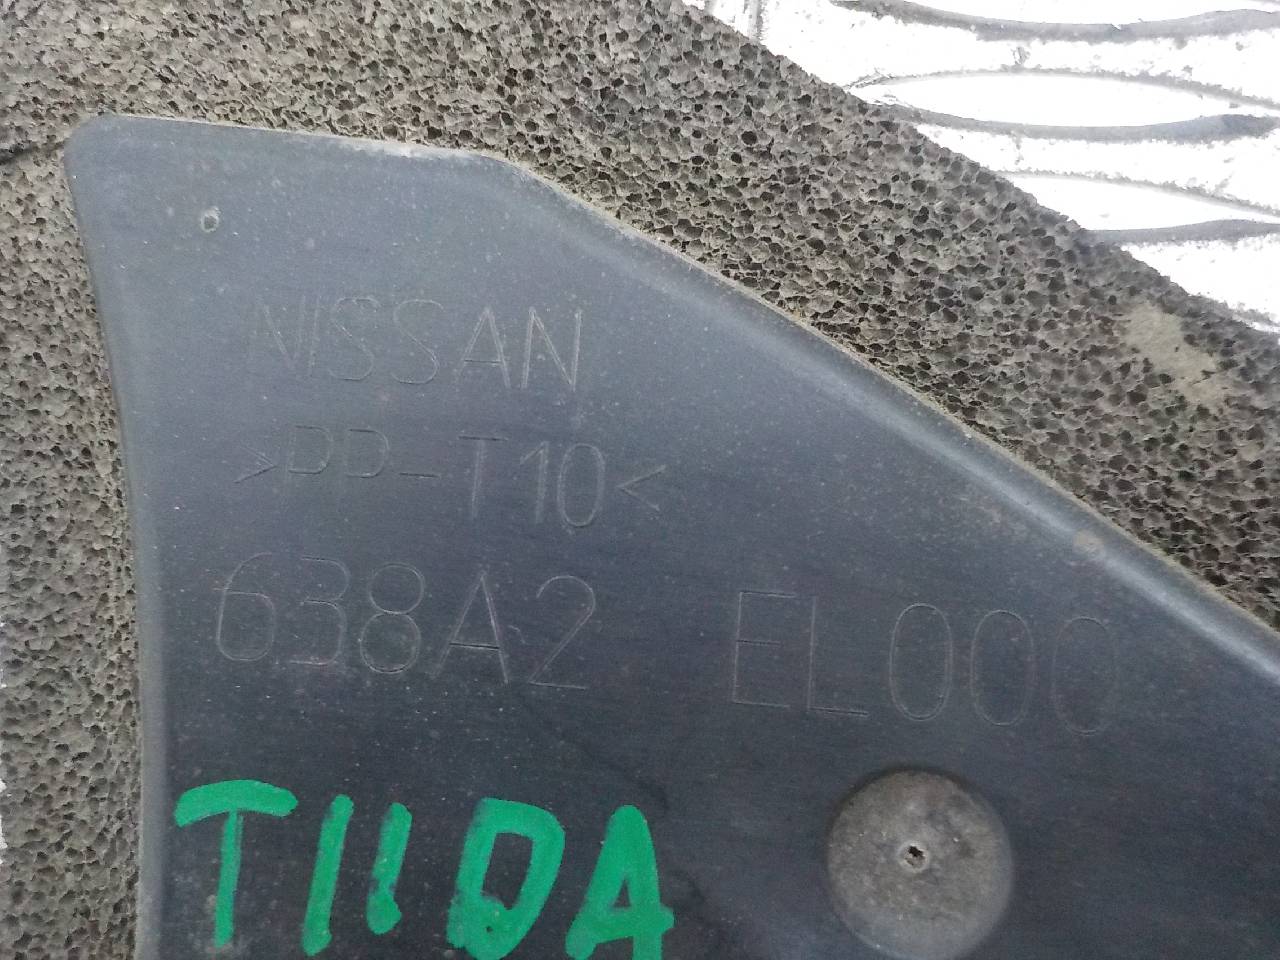 NISSAN
>PP-T10<
638A2 EL000
TIIDA